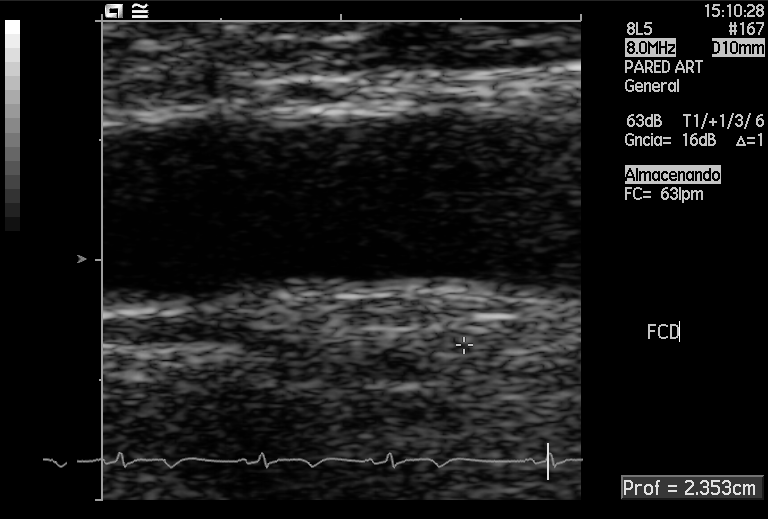 15:10:28
8L5 #167
8.0MHz D10mm
PARED ART
General
63dB T1/+1/3/ 6
Gncia= 16dB Δ=1
Almacenando
FC= 63lpm
FCD
Prof = 2.353cm